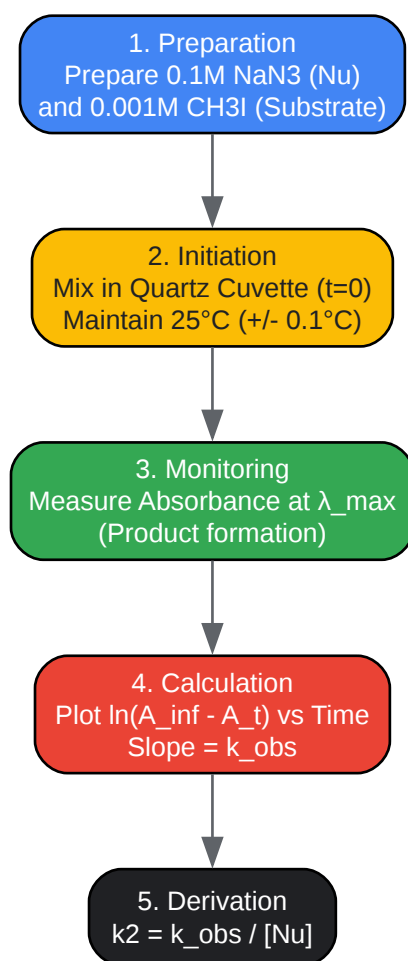 1. Preparation
Prepare 0.1M NaN3 (Nu)
and 0.001M CH3I (Substrate)
2. Initiation
Mix in Quartz Cuvette (t=0)
Maintain 25°C (+/- 0.1°C)
3. Monitoring
Measure Absorbance at λ_max
(Product formation)
4. Calculation
Plot ln(A_inf - A_t) vs Time
Slope = k_obs
5. Derivation
k2 = k_obs / [Nu]